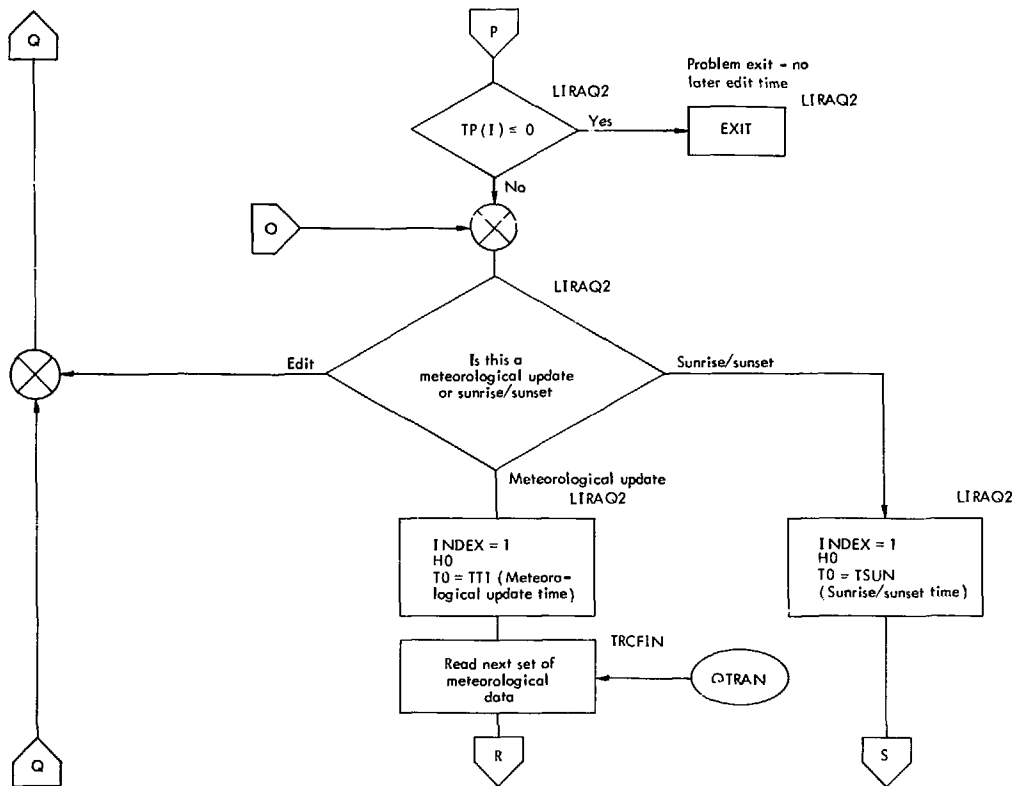 Q
P
Problem exit - no
later edit time
LIRAQ2
LIRAQ2
TP(I) ≤ 0
Yes
EXIT
No
O
LIRAQ2
Edit
Is this a
meteorological update
or sunrise/sunset
Sunrise/sunset
Meteorological update
LIRAQ2
LIRAQ2
INDEX = 1
H0
T0 = TT1 (Meteoro-
logical update time)
INDEX = 1
H0
T0 = TSUN
(Sunrise/sunset time)
TRCFIN
Read next set of
meteorological
data
OTRAN
Q
R
S